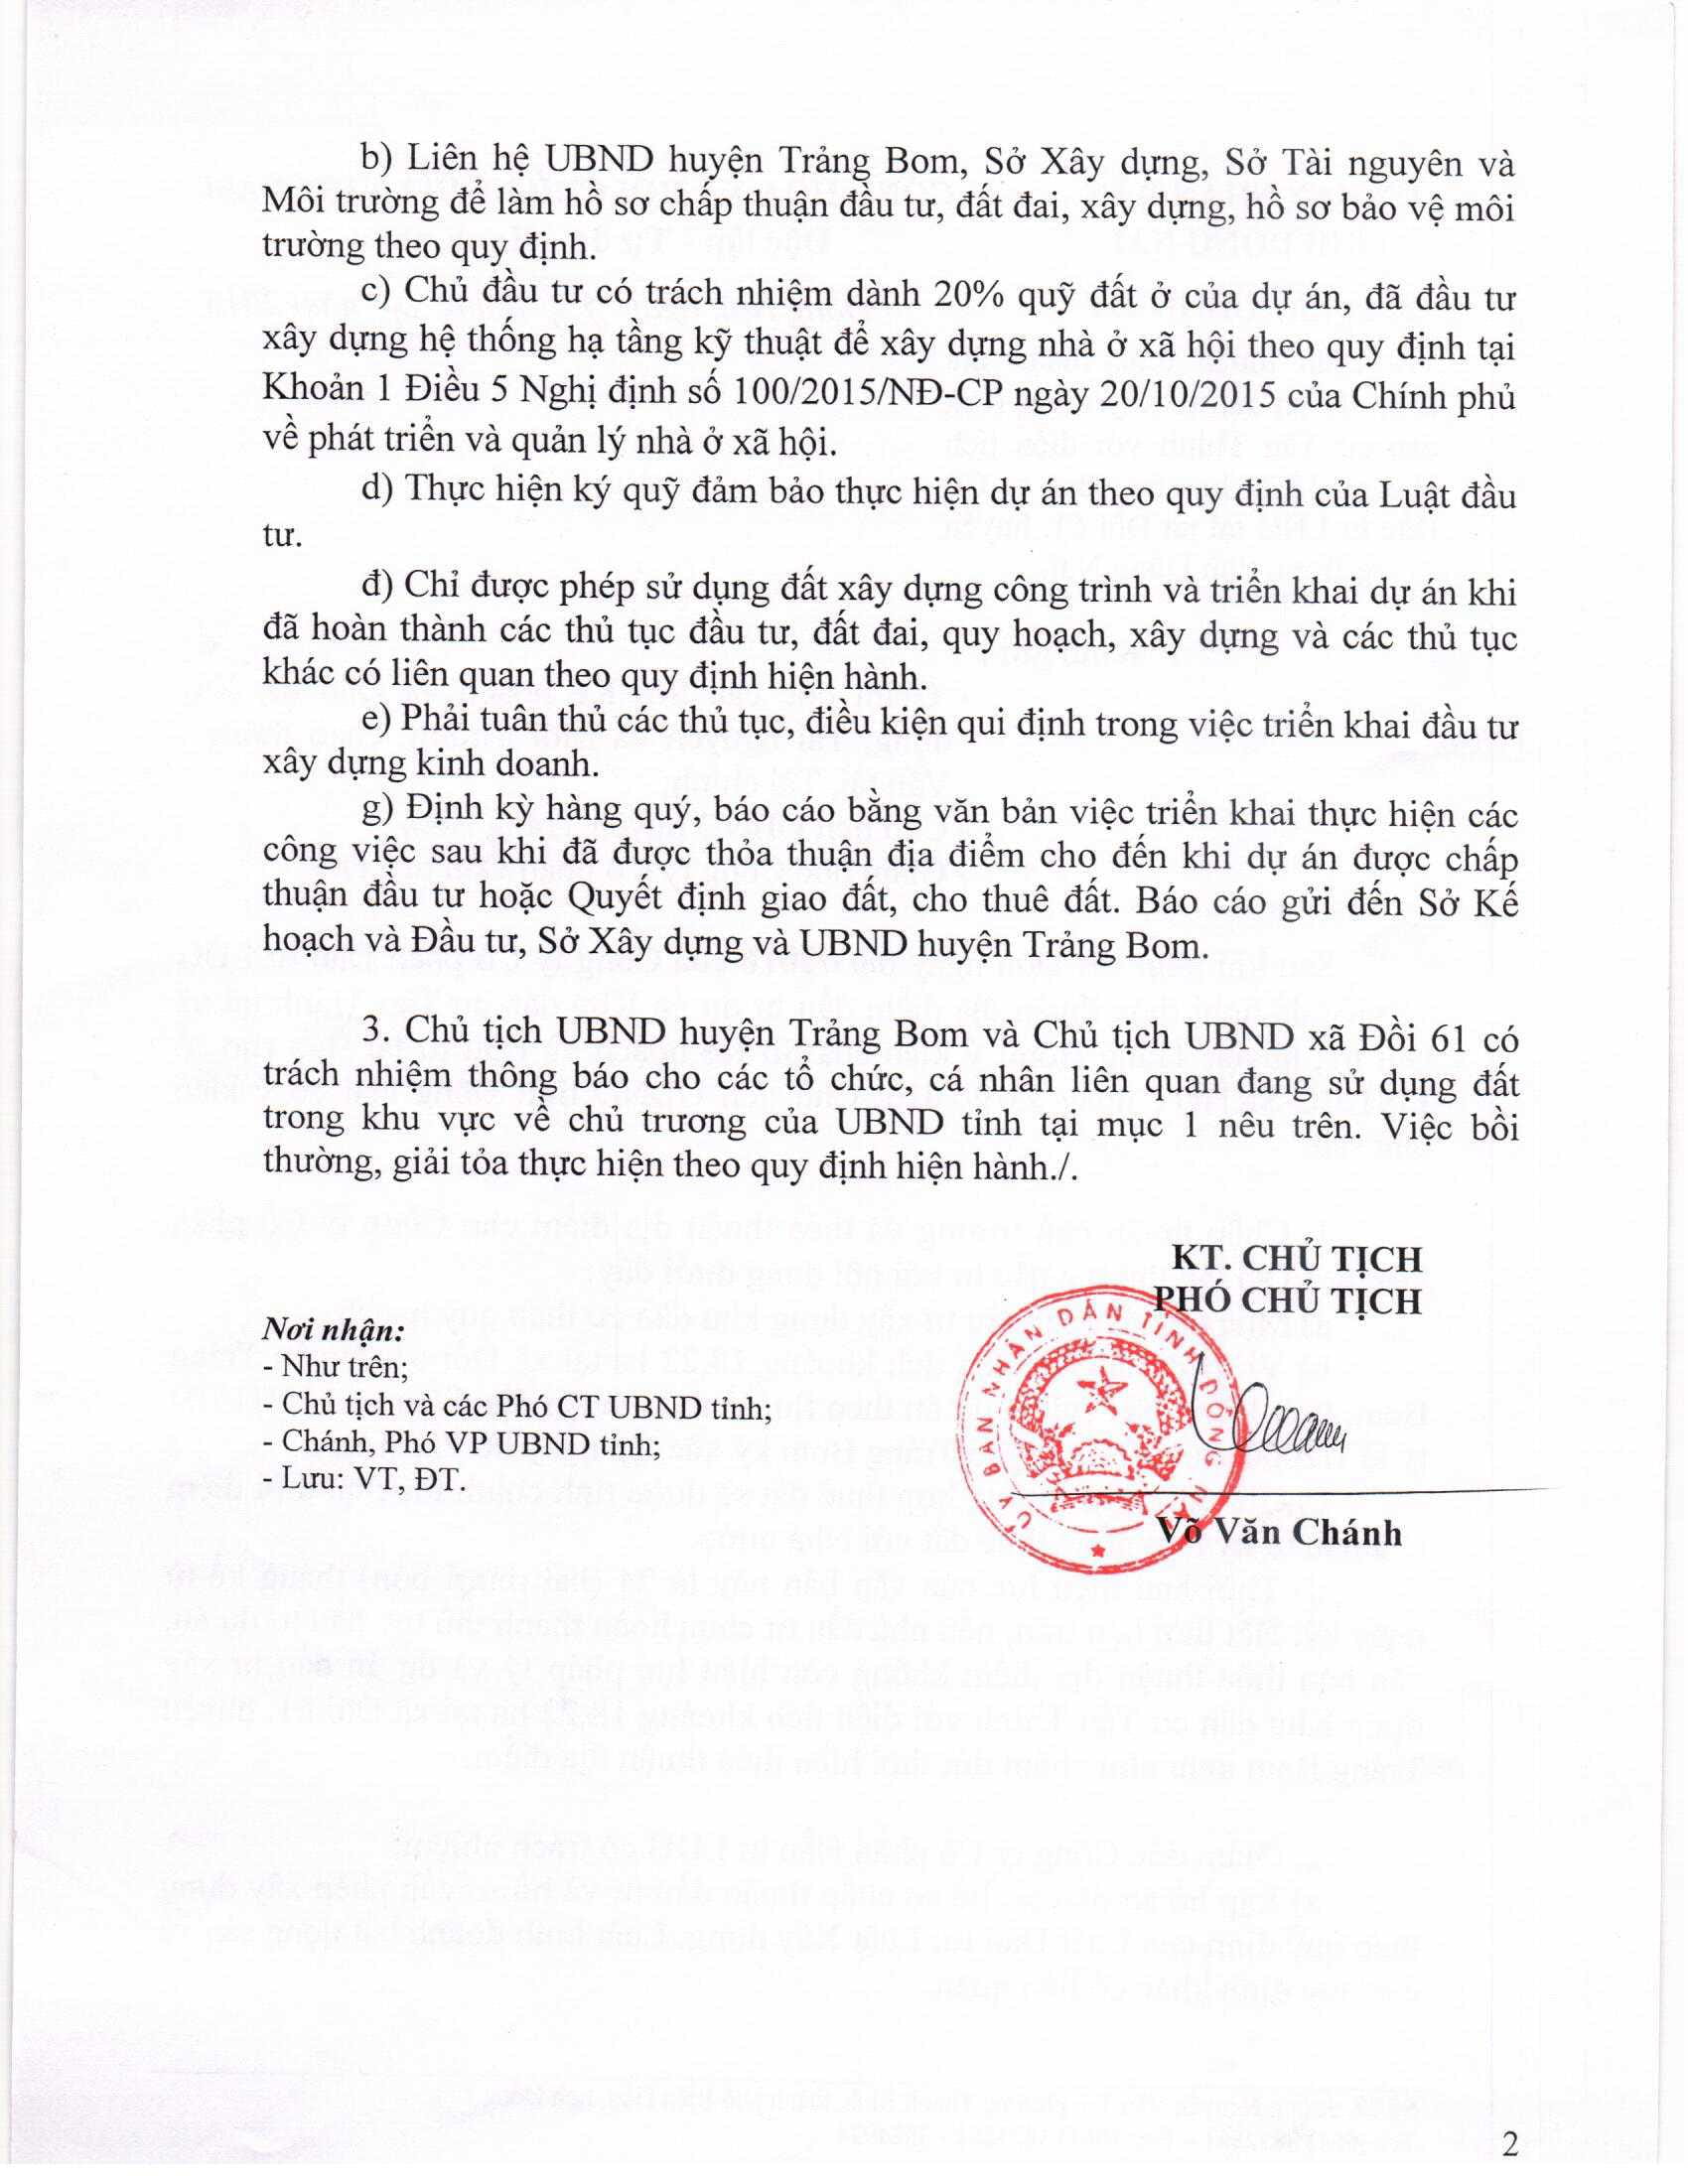 b) Liên hệ UBND huyện Trảng Bom, Sở Xây dựng, Sở Tài nguyên và
Môi trường để làm hồ sơ chấp thuận đầu tư, đất đai, xây dựng, hồ sơ bảo vệ môi
trường theo quy định.
c) Chủ đầu tư có trách nhiệm dành 20% quỹ đất ở của dự án, đã đầu tư
xây dựng hệ thống hạ tầng kỹ thuật để xây dựng nhà ở xã hội theo quy định tại
Khoản 1 Điều 5 Nghị định số 100/2015/NĐ-CP ngày 20/10/2015 của Chính phủ
về phát triển và quản lý nhà ở xã hội.
d) Thực hiện ký quỹ đảm bảo thực hiện dự án theo quy định của Luật đầu
tư.
đ) Chỉ được phép sử dụng đất xây dựng công trình và triển khai dự án khi
đã hoàn thành các thủ tục đầu tư, đất đai, quy hoạch, xây dựng và các thủ tục
khác có liên quan theo quy định hiện hành.
e) Phải tuân thủ các thủ tục, điều kiện qui định trong việc triển khai đầu tư
xây dựng kinh doanh.
g) Định kỳ hàng quý, báo cáo bằng văn bản việc triển khai thực hiện các
công việc sau khi đã được thỏa thuận địa điểm cho đến khi dự án được chấp
thuận đầu tư hoặc Quyết định giao đất, cho thuê đất. Báo cáo gửi đến Sở Kế
hoạch và Đầu tư, Sở Xây dựng và UBND huyện Trảng Bom.
3. Chủ tịch UBND huyện Trảng Bom và Chủ tịch UBND xã Đồi 61 có
trách nhiệm thông báo cho các tổ chức, cá nhân liên quan đang sử dụng đất
trong khu vực về chủ trương của UBND tỉnh tại mục 1 nêu trên. Việc bồi
thường, giải tỏa thực hiện theo quy định hiện hành./.
KT. CHỦ TỊCH
PHÓ CHỦ TỊCH
Nơi nhận:
- Như trên;
- Chủ tịch và các Phó CT UBND tỉnh;
- Chánh, Phó VP UBND tỉnh;
- Lưu: VT, ĐT.
ỦY BAN NHÂN DÂN TỈNH ĐỒNG NAI
Võ Văn Chánh
2